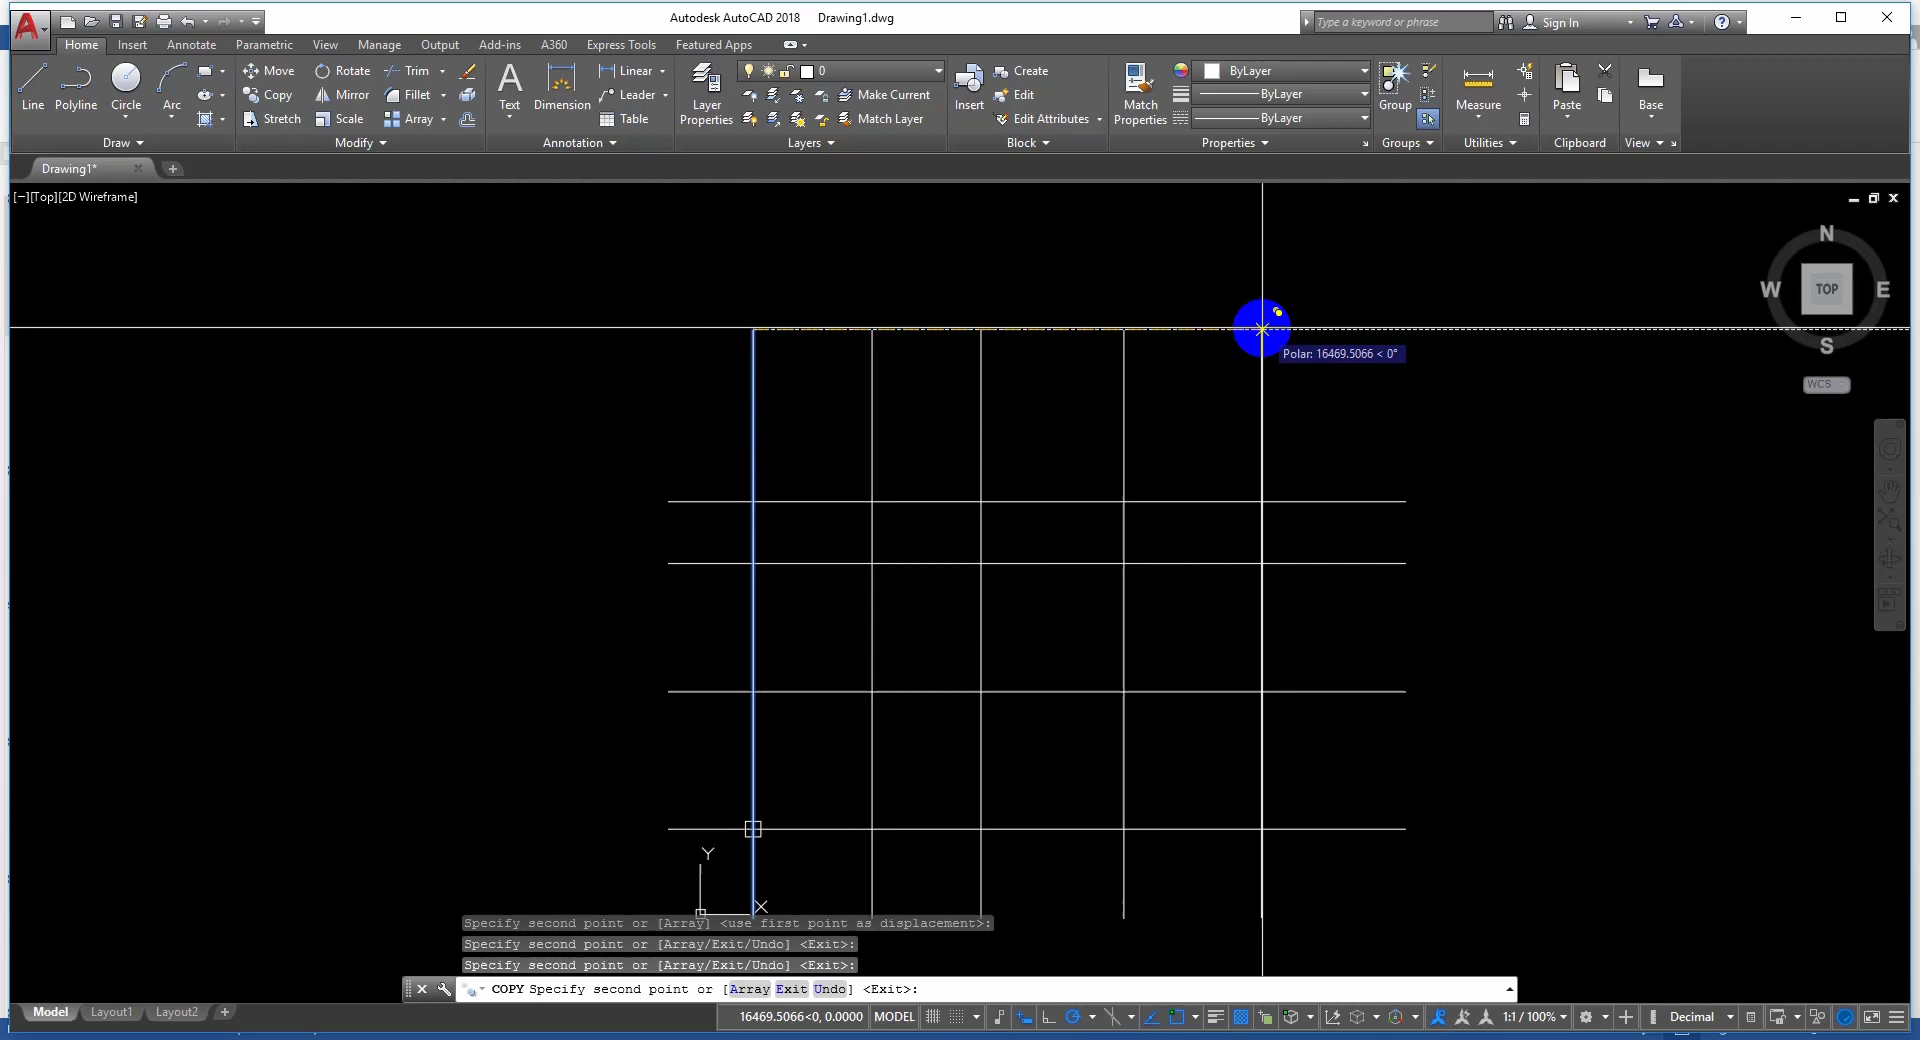 Autodesk AutoCAD 2018 Drawing1.dwg
Type a keyword or phrase
Sign In
Home Insert Annotate Parametric View Manage Output Add-ins A360 Express Tools Featured Apps
Line Polyline Circle Arc
Move Rotate Trim
Copy Mirror Fillet
Stretch Scale Array
Text Dimension
Linear
Leader
Table
Layer Properties
0
Make Current
Match Layer
Insert
Create
Edit
Edit Attributes
Match Properties
ByLayer
ByLayer
ByLayer
Group
Measure
Paste
Base
Draw Modify Annotation Layers Block Properties Groups Utilities Clipboard View
Drawing1*
[−][Top][2D Wireframe]
N
W TOP E
S
WCS
Polar: 16469.5066 < 0°
Y
X
Specify second point or [Array] <use first point as displacement>:
Specify second point or [Array/Exit/Undo] <Exit>:
Specify second point or [Array/Exit/Undo] <Exit>:
COPY Specify second point or [Array Exit Undo] <Exit>:
Model Layout1 Layout2
16469.5066<0, 0.0000 MODEL 1:1 / 100% Decimal